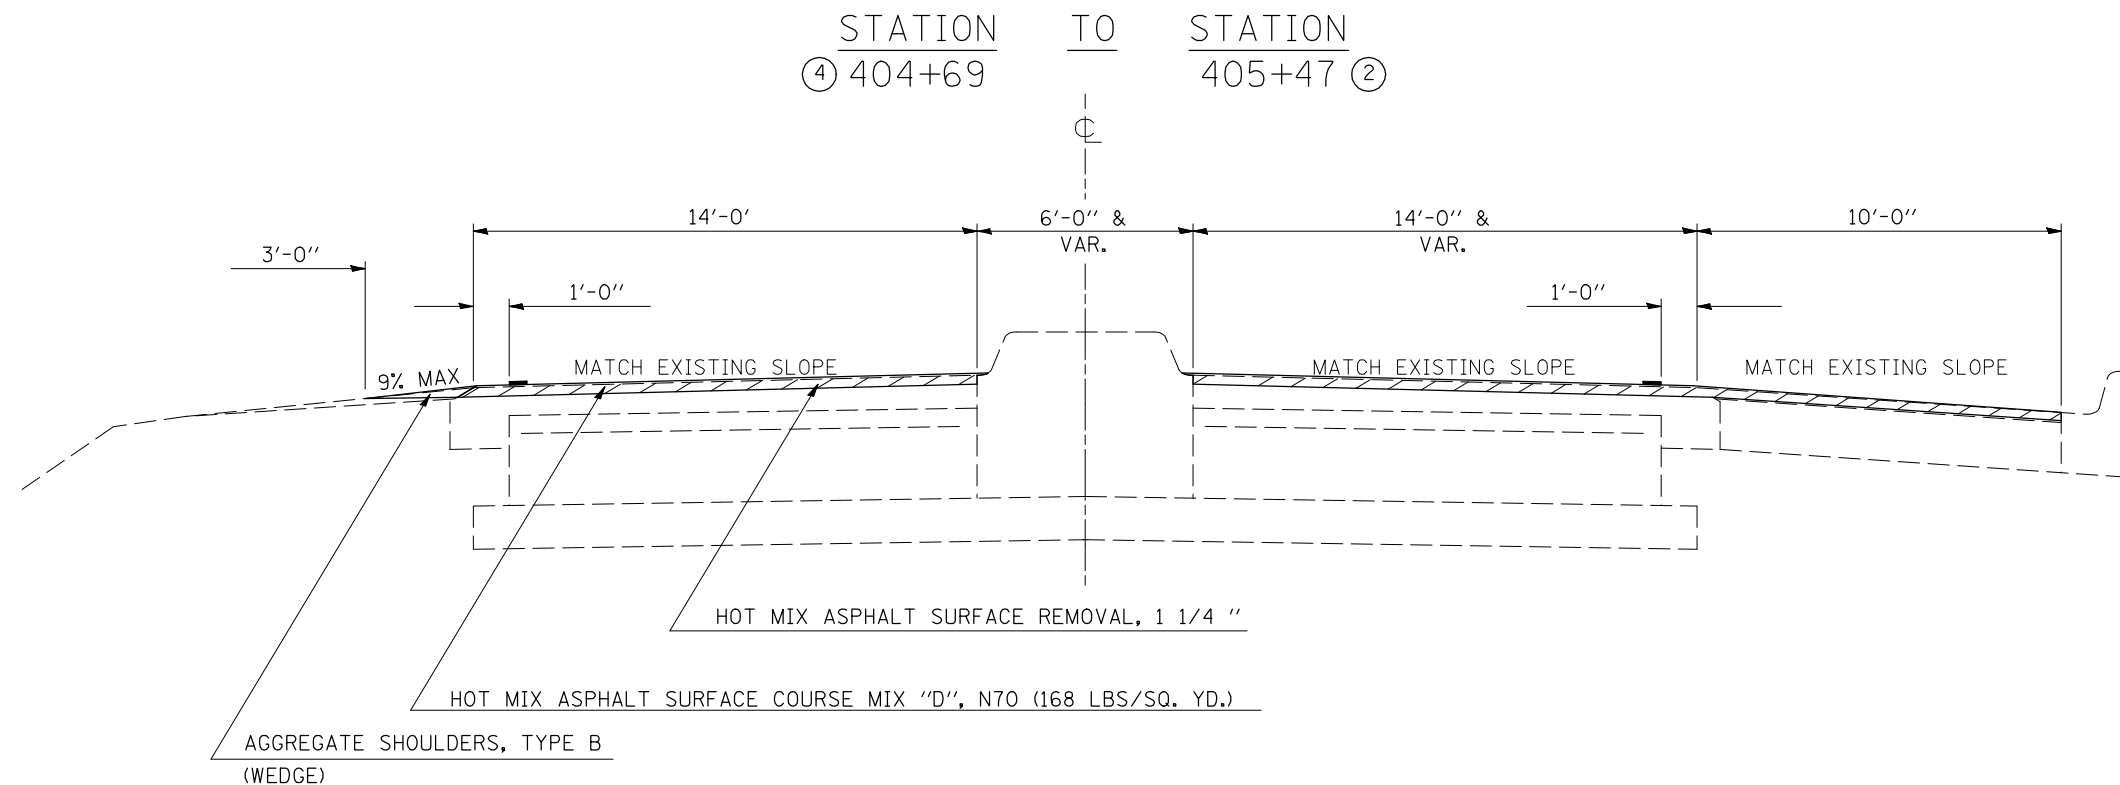 STATION TO STATION
④ 404+69 405+47 ②
℄
14'-0' 6'-0" & 14'-0" & 10'-0"
VAR. VAR.
3'-0"
1'-0" 1'-0"
9% MAX MATCH EXISTING SLOPE MATCH EXISTING SLOPE MATCH EXISTING SLOPE
HOT MIX ASPHALT SURFACE REMOVAL, 1 1/4 "
HOT MIX ASPHALT SURFACE COURSE MIX "D", N70 (168 LBS/SQ. YD.)
AGGREGATE SHOULDERS, TYPE B
(WEDGE)